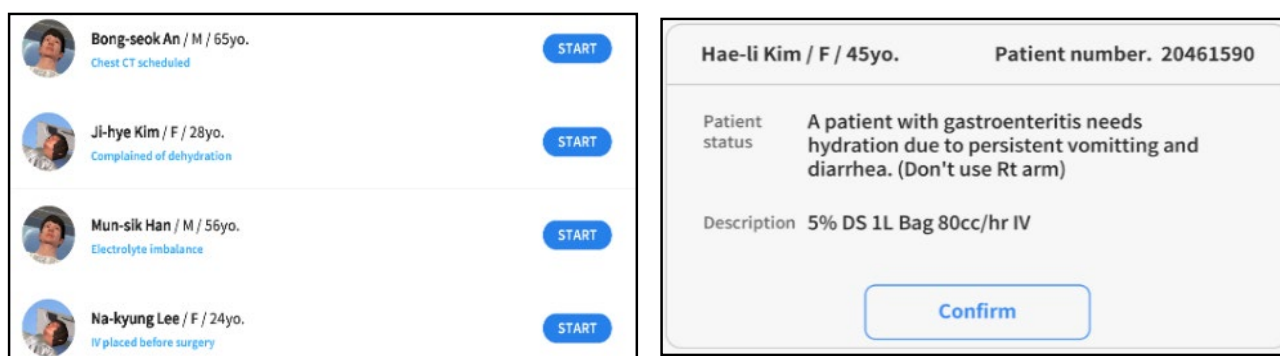 Bong-seok An / M / 65yo.
Chest CT scheduled
START
Ji-hye Kim / F / 28yo.
Complained of dehydration
START
Mun-sik Han / M / 56yo.
Electrolyte imbalance
START
Na-kyung Lee / F / 24yo.
IV placed before surgery
START
Hae-li Kim / F / 45yo. Patient number. 20461590
Patient status
A patient with gastroenteritis needs
hydration due to persistent vomitting and
diarrhea. (Don't use Rt arm)
Description 5% DS 1L Bag 80cc/hr IV
Confirm